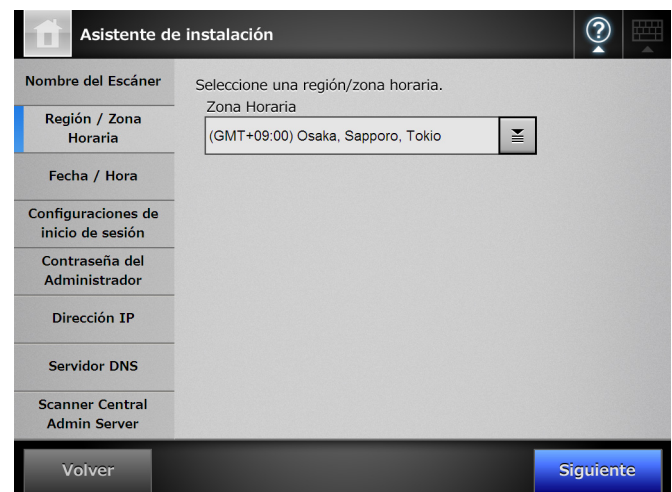 Asistente de instalación
?
Nombre del Escáner
Región / Zona
Horaria
Fecha / Hora
Configuraciones de
inicio de sesión
Contraseña del
Administrador
Dirección IP
Servidor DNS
Scanner Central
Admin Server
Seleccione una región/zona horaria.
Zona Horaria
(GMT+09:00) Osaka, Sapporo, Tokio
Volver
Siguiente